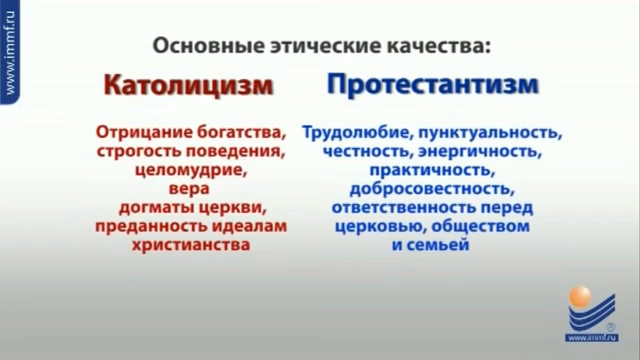 www.immf.ru
Основные этические качества:
Католицизм
Отрицание богатства,
строгость поведения,
целомудрие,
вера
догматы церкви,
преданность идеалам
христианства
Протестантизм
Трудолюбие, пунктуальность,
честность, энергичность,
практичность,
добросовестность,
ответственность перед
церковью, обществом
и семьей
®
www.immf.ru